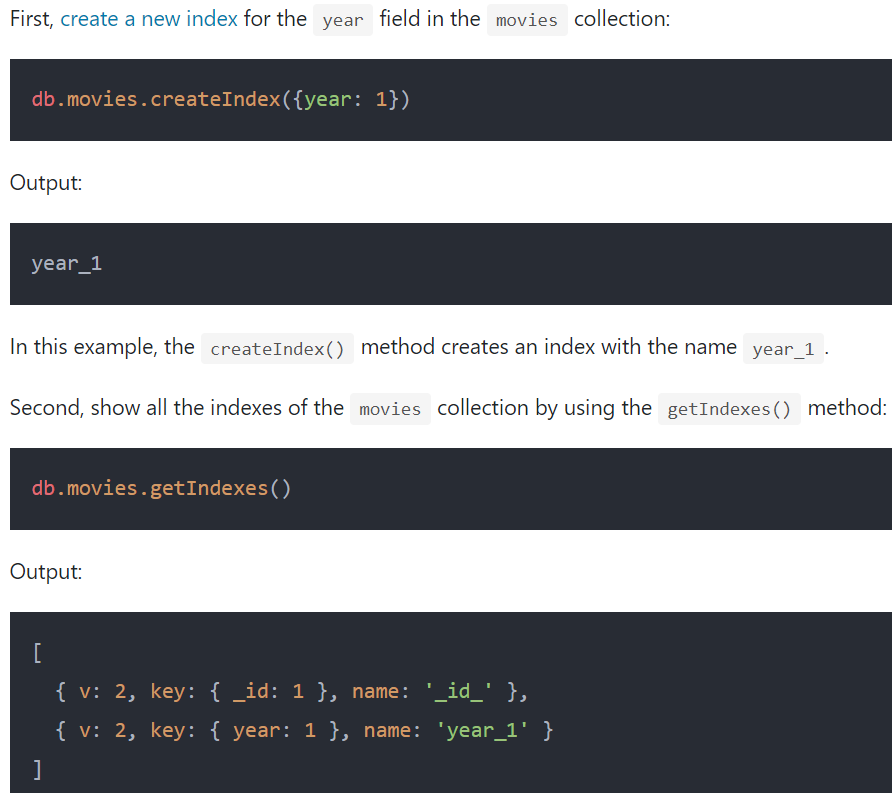 First, create a new index for the year field in the movies collection:
db.movies.createIndex({year: 1})
Output:
year_1
In this example, the createIndex() method creates an index with the name year_1 .
Second, show all the indexes of the movies collection by using the getIndexes() method:
db.movies.getIndexes()
Output:
[
  { v: 2, key: { _id: 1 }, name: '_id_' },
  { v: 2, key: { year: 1 }, name: 'year_1' }
]